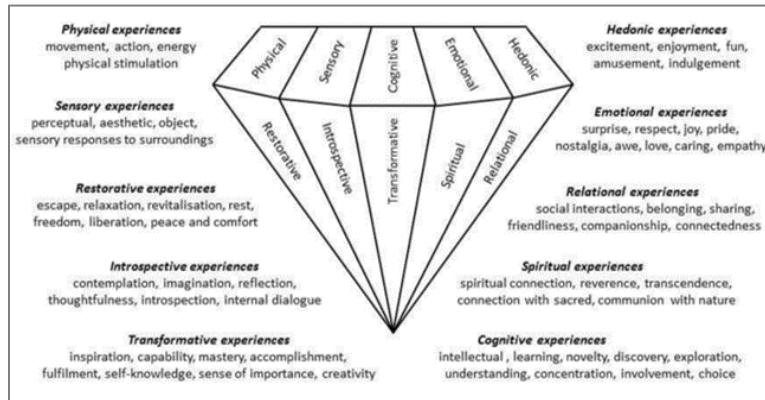 Physical experiences
movement, action, energy
physical stimulation
Sensory experiences
perceptual, aesthetic, object,
sensory responses to surroundings
Restorative experiences
escape, relaxation, revitalisation, rest,
freedom, liberation, peace and comfort
Introspective experiences
contemplation, imagination, reflection,
thoughtfulness, introspection, internal dialogue
Transformative experiences
inspiration, capability, mastery, accomplishment,
fulfilment, self-knowledge, sense of importance, creativity
Physical
Sensory
Cognitive
Emotional
Hedonic
Restorative
Introspective
Transformative
Spiritual
Relational
Hedonic experiences
excitement, enjoyment, fun,
amusement, indulgement
Emotional experiences
surprise, respect, joy, pride,
nostalgia, awe, love, caring, empathy
Relational experiences
social interactions, belonging, sharing,
friendliness, companionship, connectedness
Spiritual experiences
spiritual connection, reverence, transcendence,
connection with sacred, communion with nature
Cognitive experiences
intellectual , learning, novelty, discovery, exploration,
understanding, concentration, involvement, choice